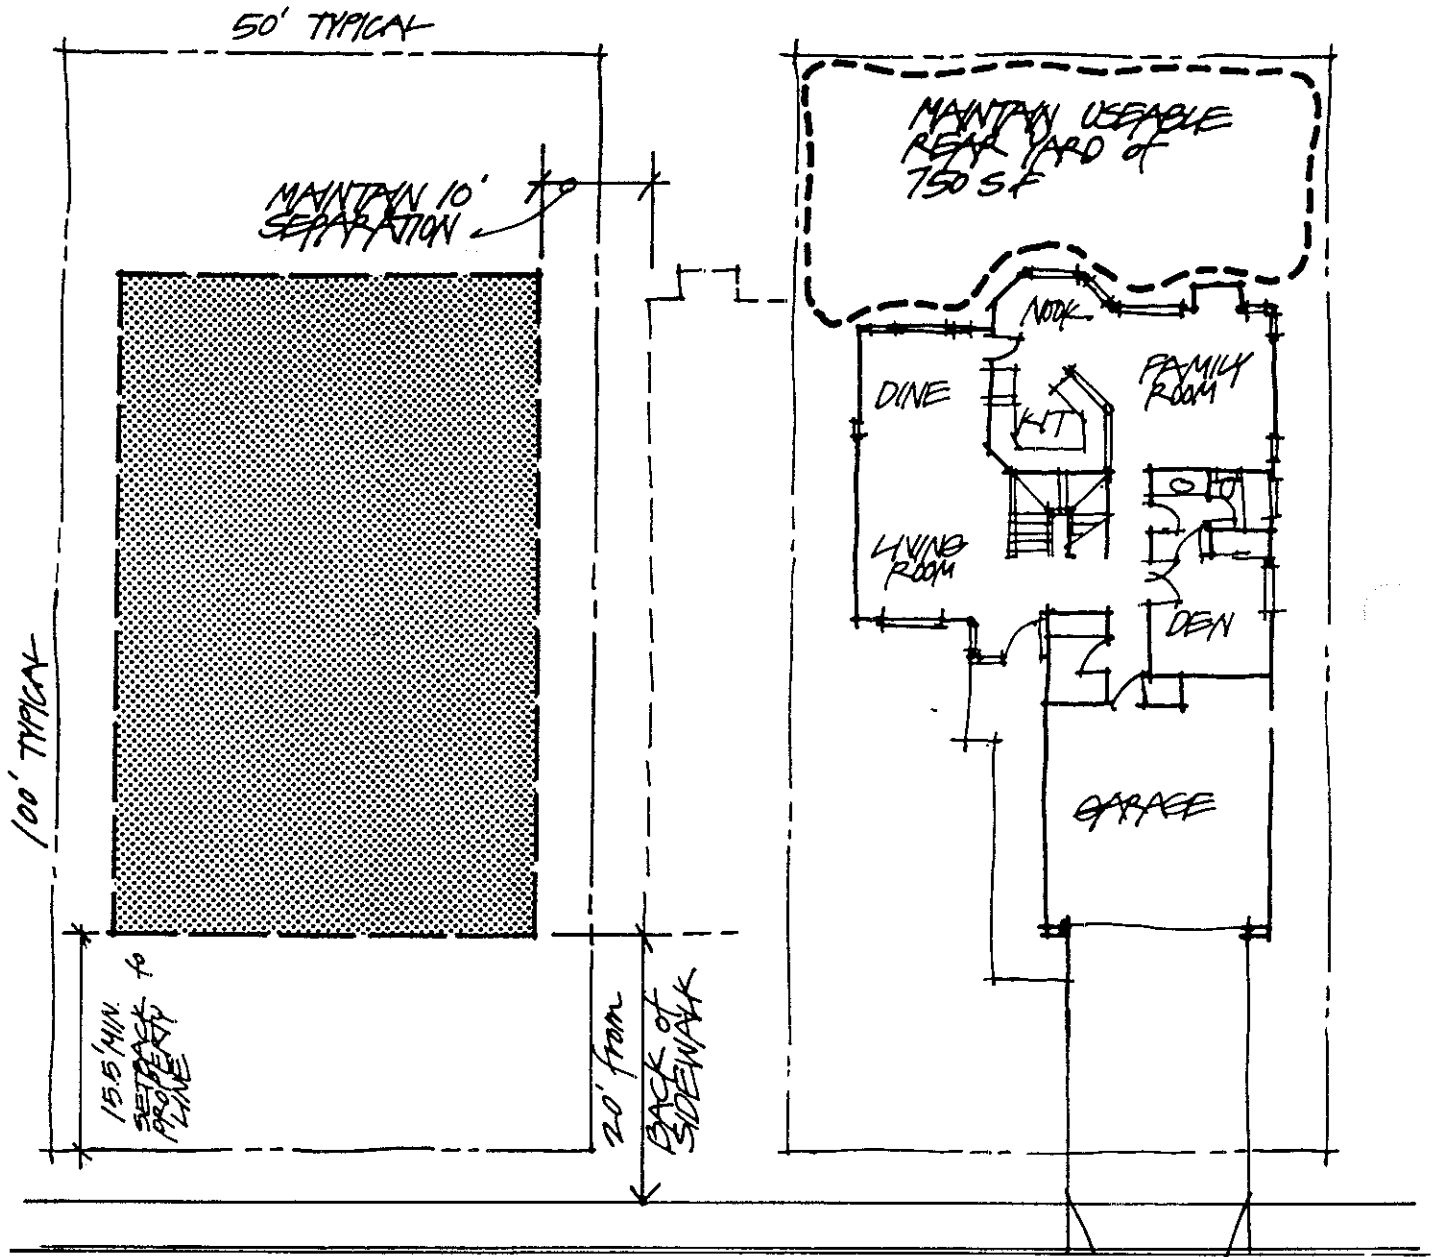 50' TYPICAL
MAINTAIN 10'
SEPARATION
100' TYPICAL
15.5' MIN.
SETBACK to
PROPERTY
LINE
20' from
BACK of
SIDEWALK
MAINTAIN USEABLE
REAR YARD of
750 S.F
NOOK
DINE
FAMILY
ROOM
KIT
LIVING
ROOM
DEN
GARAGE